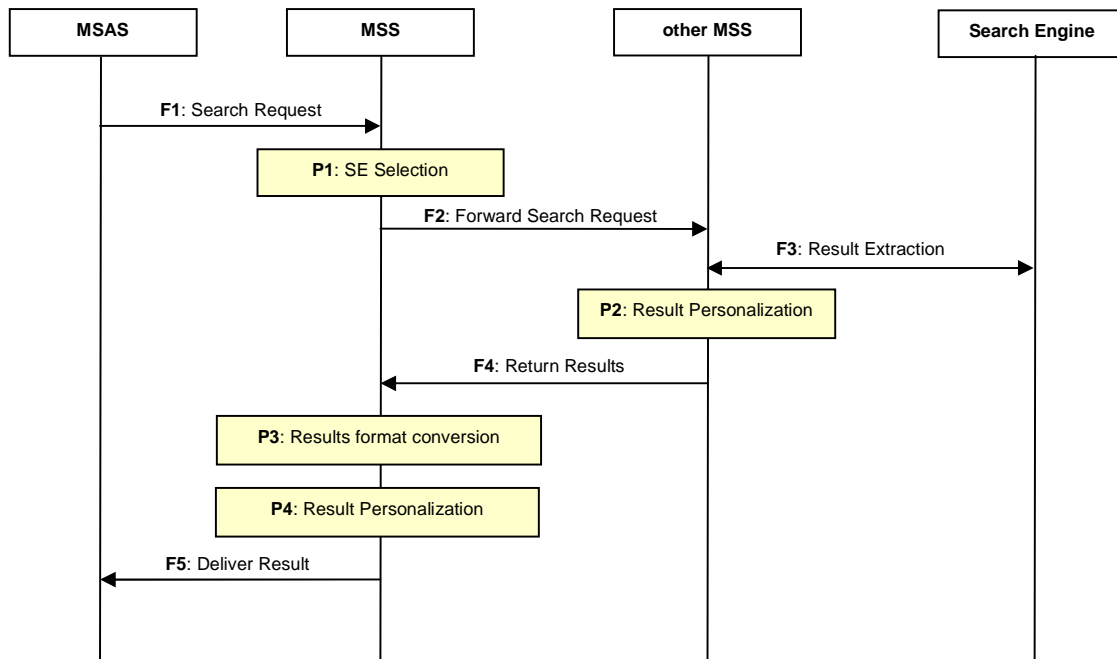 MSAS
MSS
other MSS
Search Engine
F1: Search Request
P1: SE Selection
F2: Forward Search Request
F3: Result Extraction
P2: Result Personalization
F4: Return Results
P3: Results format conversion
P4: Result Personalization
F5: Deliver Result